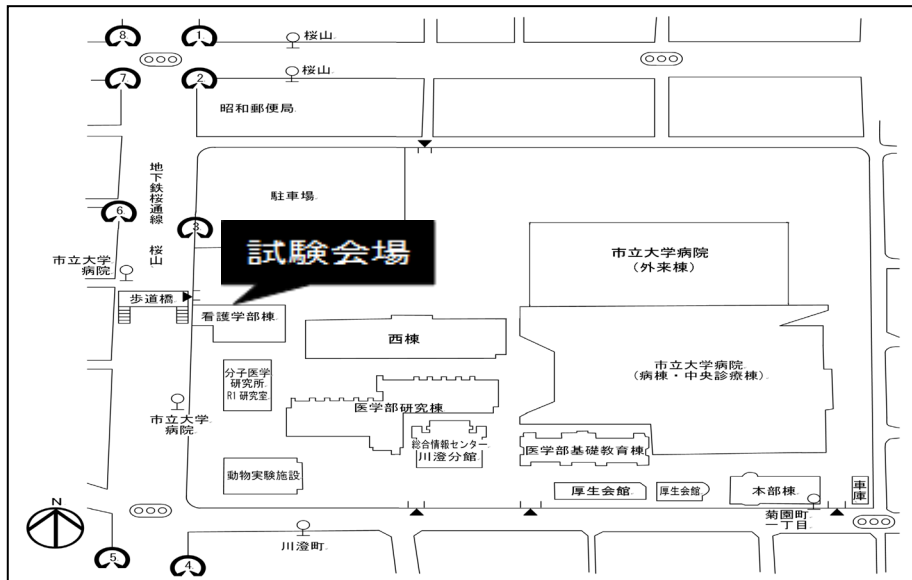 8
1
桜山
7
2
桜山
昭和郵便局
地下鉄桜通線 桜山
駐車場
6
3
試験会場
市立大学
病院
市立大学病院
(外来棟)
歩道橋
看護学部棟
西棟
市立大学病院
(病棟・中央診療棟)
分子医学
研究所
RI研究室
医学部研究棟
市立大学
病院
総合情報センター
川澄分館
医学部基礎教育棟
動物実験施設
厚生会館
厚生会館
本部棟
車庫
菊園町
一丁目
N
川澄町
5
4